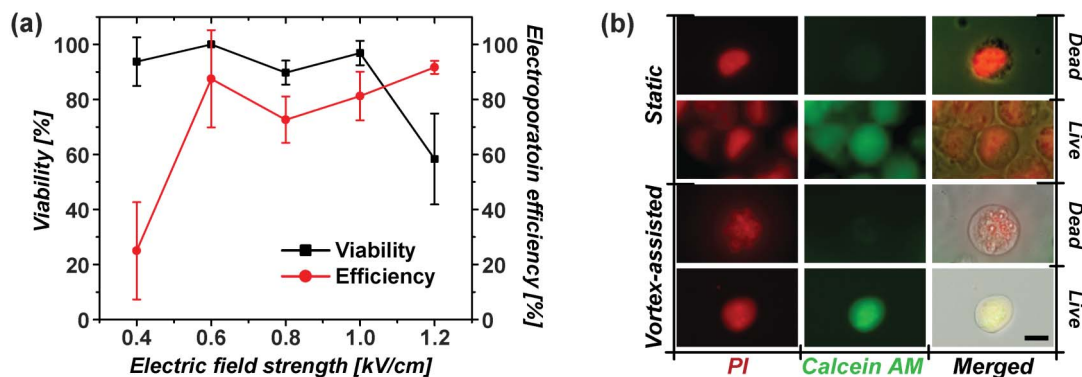 (a)
100
80
60
40
20
0
Viability [%]
100
80
60
40
20
0
Electroporatoin efficiency [%]
Viability
Efficiency
0.4 0.6 0.8 1.0 1.2
Electric field strength [kV/cm]
(b)
Static
Vortex-assisted
Dead
Live
Dead
Live
PI Calcein AM Merged